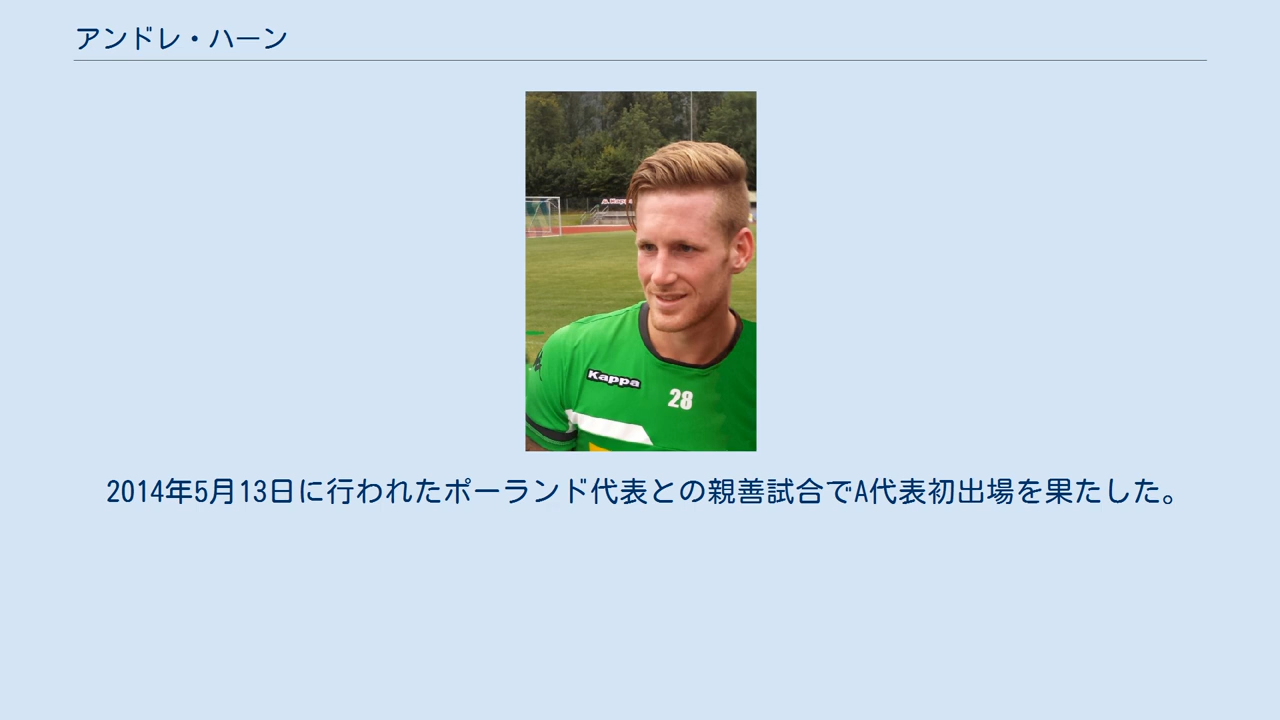 アンドレ・ハーン
Kappa
28
2014年5月13日に行われたポーランド代表との親善試合でA代表初出場を果たした。